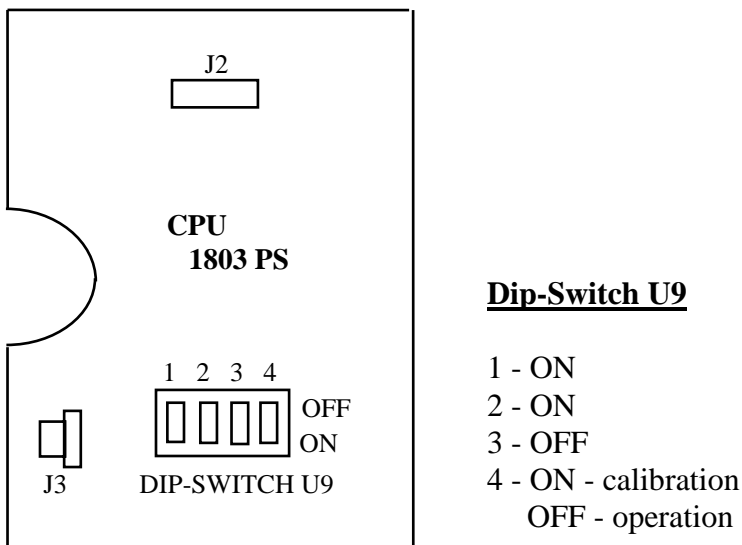 J2
CPU
1803 PS
1 2 3 4
OFF
ON
J3
DIP-SWITCH U9
Dip-Switch U9
1 - ON
2 - ON
3 - OFF
4 - ON - calibration
OFF - operation